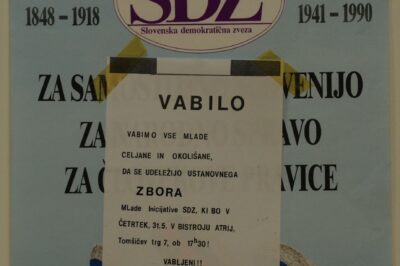 SDZ
1848 - 1918
Slovenska demokratična zveza
1941 - 1990
ZA SAM VENIJO
ZA AVO
ZA Č VICE
VABILO
VABIMO VSE MLADE
CELJANE IN OKOLIŠANE,
DA SE UDELEŽIJO USTANOVNEGA
ZBORA
MLade Inicijative SDZ, KI BO V
ČETRTEK, 31.5. V BISTROJU ATRIJ,
Tomšičev trg 7, ob 17h30!
VABLJENI!!